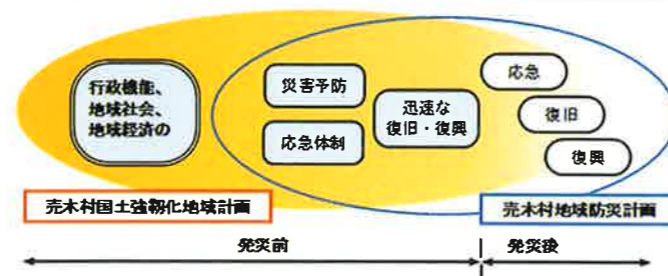 行政機能、
地域社会、
地域経済の
災害予防
応急体制
迅速な
復旧・復興
応急
復旧
復興
売木村国土強靱化地域計画
売木村地域防災計画
発災前
発災後